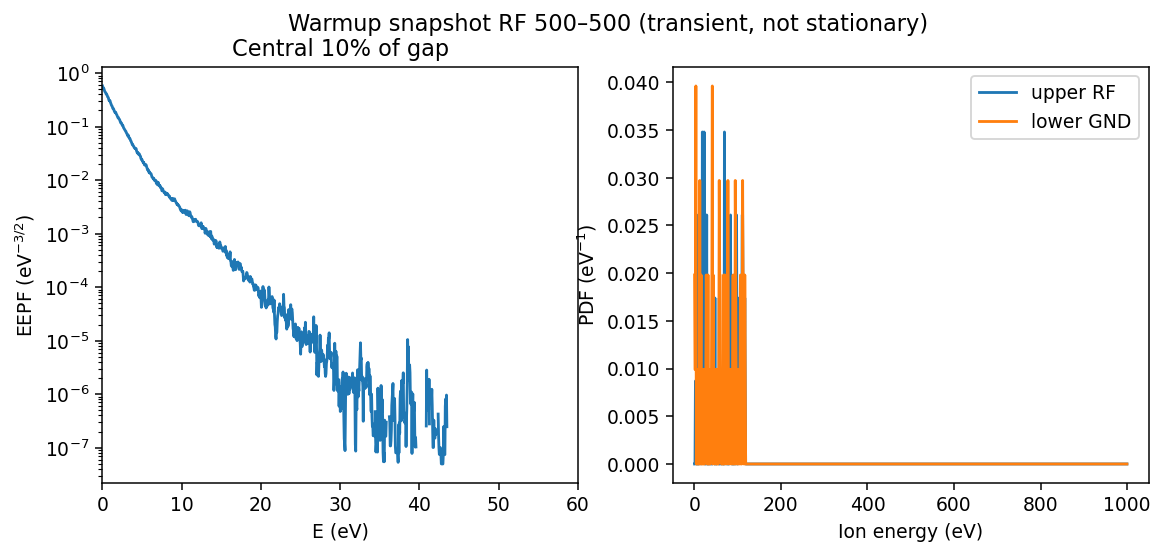 Warmup snapshot RF 500–500 (transient, not stationary)
Central 10% of gap
EEPF (eV⁻³ᐟ²)
10⁰
10⁻¹
10⁻²
10⁻³
10⁻⁴
10⁻⁵
10⁻⁶
10⁻⁷
0 10 20 30 40 50 60
E (eV)
PDF (eV⁻¹)
0.040
0.035
0.030
0.025
0.020
0.015
0.010
0.005
0.000
upper RF
lower GND
0 200 400 600 800 1000
Ion energy (eV)